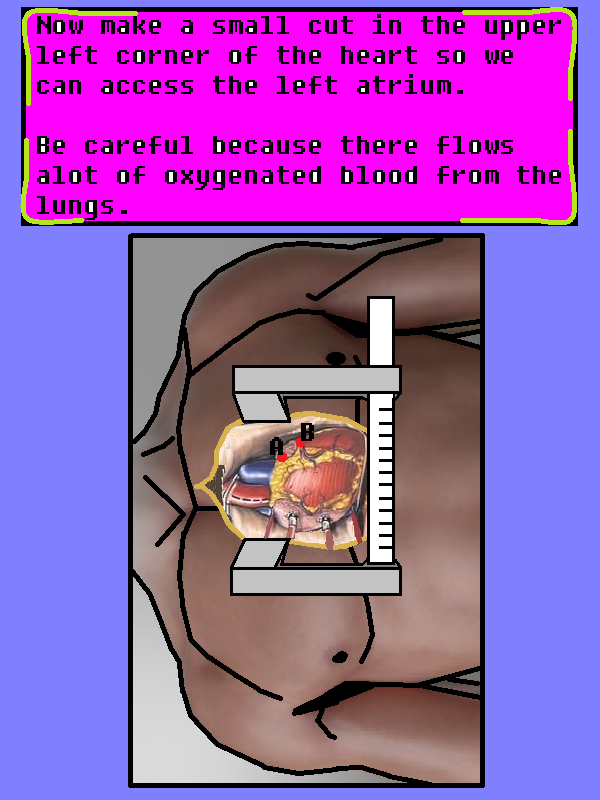 Now make a small cut in the upper
left corner of the heart so we
can access the left atrium.
Be careful because there flows
alot of oxygenated blood from the
lungs.
A B